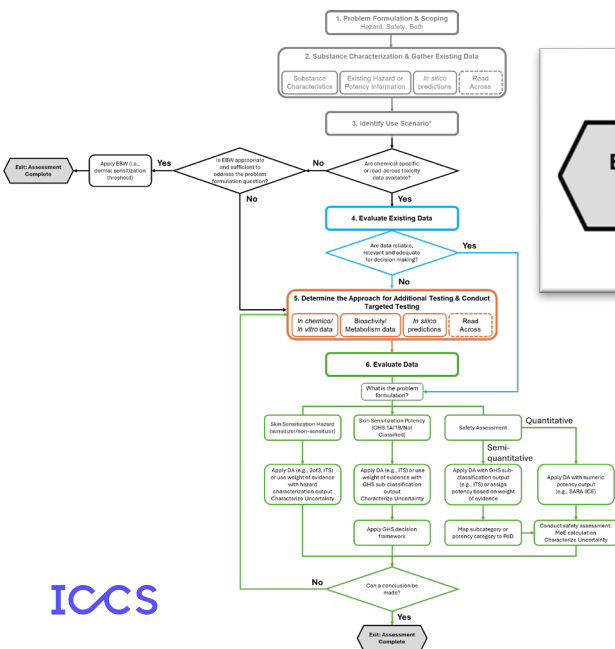 1. Problem Formulation & Scoping
Hazard, Safety, Both
2. Substance Characterization & Gather Existing Data
Substance
Characteristics
Existing Hazard or
Potency Information
In silico
predictions
Read
Across
3. Identify Use Scenario*
Exit: Assessment
Complete
Apply EBW (i.e.,
dermal sensitization
threshold)
Yes
Is EBW appropriate
and sufficient to
address the problem
formulation question?
No
Are chemical specific
or read-across toxicity
data available?
No
Yes
4. Evaluate Existing Data
Are data reliable,
relevant and adequate
for decision making?
Yes
No
5. Determine the Approach for Additional Testing & Conduct
Targeted Testing
In chemico/
In vitro data
Bioactivity/
Metabolism data
In silico
predictions
Read
Across
6. Evaluate Data
What is the problem
formulation?
Skin Sensitization Hazard
(sensitizer/non-sensitizer)
Skin Sensitization Potency
(GHS 1A/1B/Not
Classified)
Safety Assessment
Quantitative
Semi-
quantitative
Apply DA (e.g., 2of3, ITS)
or use weight of evidence
with hazard
characterization output
Characterize Uncertainty
Apply DA (e.g., ITS) or use
weight of evidence with
GHS sub-classification
output
Characterize Uncertainty
Apply DA with GHS sub-
classification output
(e.g., ITS) or assign
potency based on weight
of evidence
Apply DA with numeric
potency output
(e.g., SARA-ICE)
Apply GHS decision
framework
Map subcategory or
potency category to PoD
Conduct safety assessment:
MoE calculation
Characterize Uncertainty
No
Can a conclusion be
made?
Yes
Exit: Assessment
Complete
ICCS